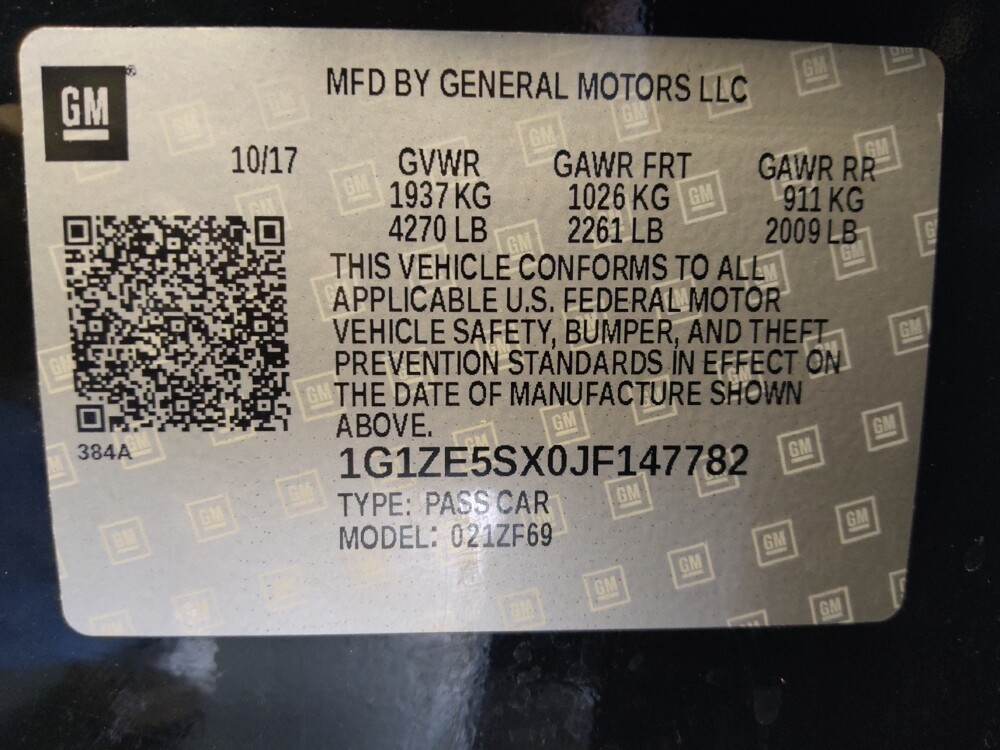 GM
MFD BY GENERAL MOTORS LLC
10/17 GVWR GAWR FRT GAWR RR
1937 KG 1026 KG 911 KG
4270 LB 2261 LB 2009 LB
THIS VEHICLE CONFORMS TO ALL
APPLICABLE U.S. FEDERAL MOTOR
VEHICLE SAFETY, BUMPER, AND THEFT
PREVENTION STANDARDS IN EFFECT ON
THE DATE OF MANUFACTURE SHOWN
ABOVE.
384A
1G1ZE5SX0JF147782
TYPE: PASS CAR
MODEL: 021ZF69